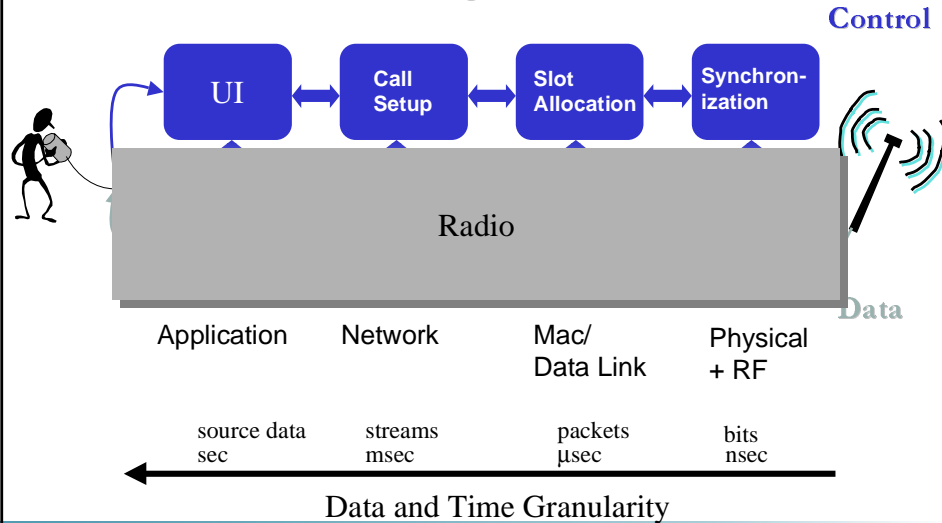 Control
UI
Call
Setup
Slot
Allocation
Synchron-
ization
Radio
Data
Application
Network
Mac/
Data Link
Physical
+ RF
source data
sec
streams
msec
packets
μsec
bits
nsec
Data and Time Granularity